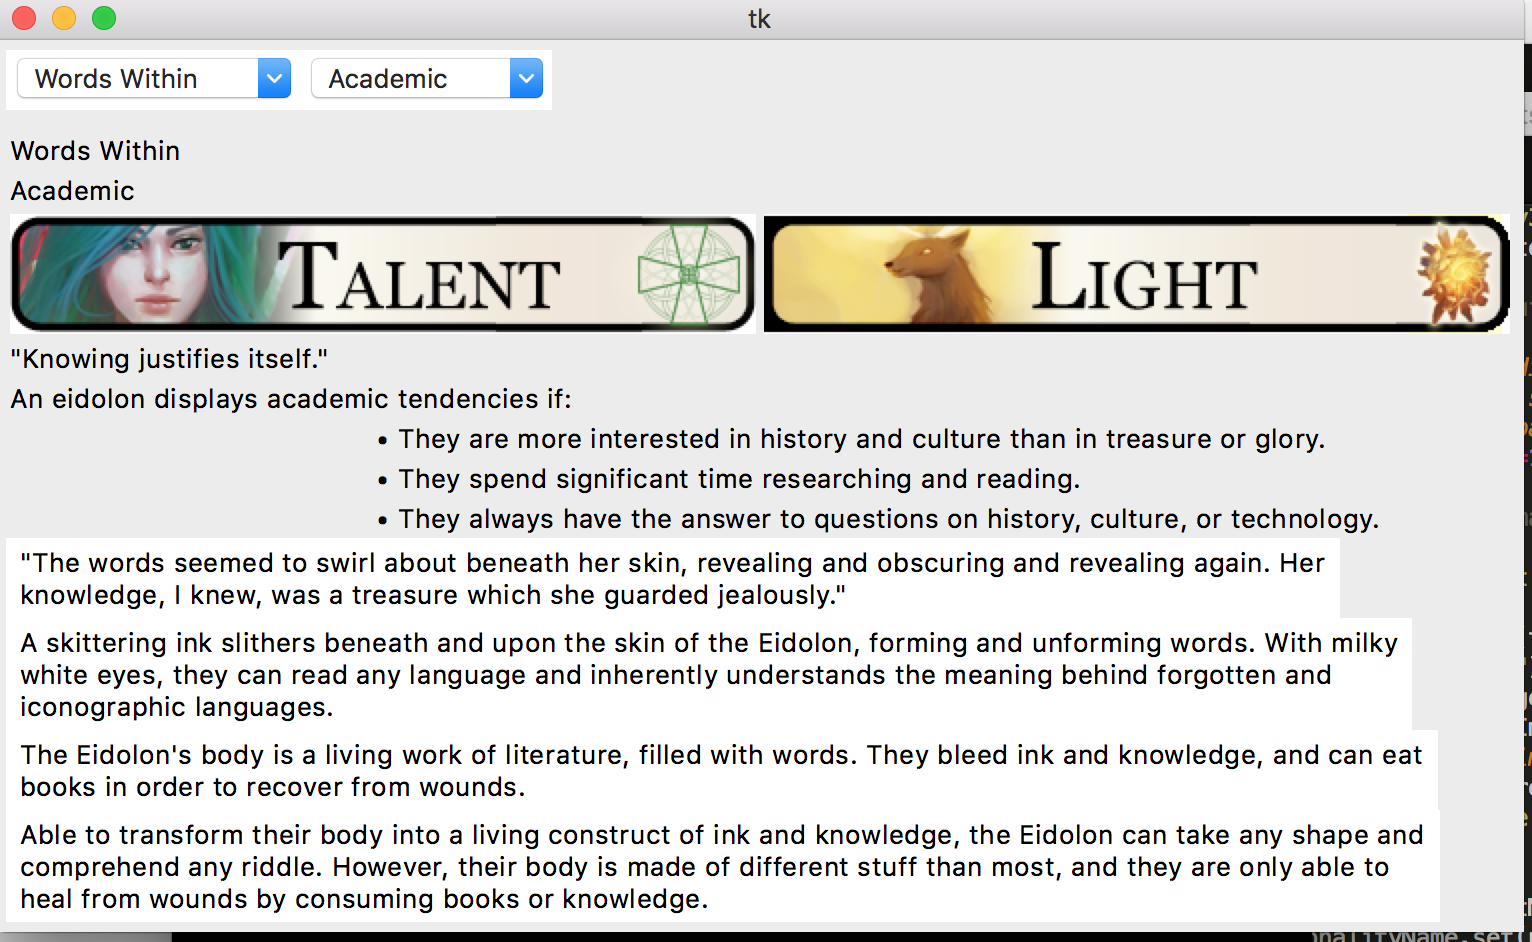 tk
Words Within
Academic
Words Within
Academic
TALENT
LIGHT
"Knowing justifies itself."
An eidolon displays academic tendencies if:
• They are more interested in history and culture than in treasure or glory.
• They spend significant time researching and reading.
• They always have the answer to questions on history, culture, or technology.
"The words seemed to swirl about beneath her skin, revealing and obscuring and revealing again. Her
knowledge, I knew, was a treasure which she guarded jealously."
A skittering ink slithers beneath and upon the skin of the Eidolon, forming and unforming words. With milky
white eyes, they can read any language and inherently understands the meaning behind forgotten and
iconographic languages.
The Eidolon's body is a living work of literature, filled with words. They bleed ink and knowledge, and can eat
books in order to recover from wounds.
Able to transform their body into a living construct of ink and knowledge, the Eidolon can take any shape and
comprehend any riddle. However, their body is made of different stuff than most, and they are only able to
heal from wounds by consuming books or knowledge.